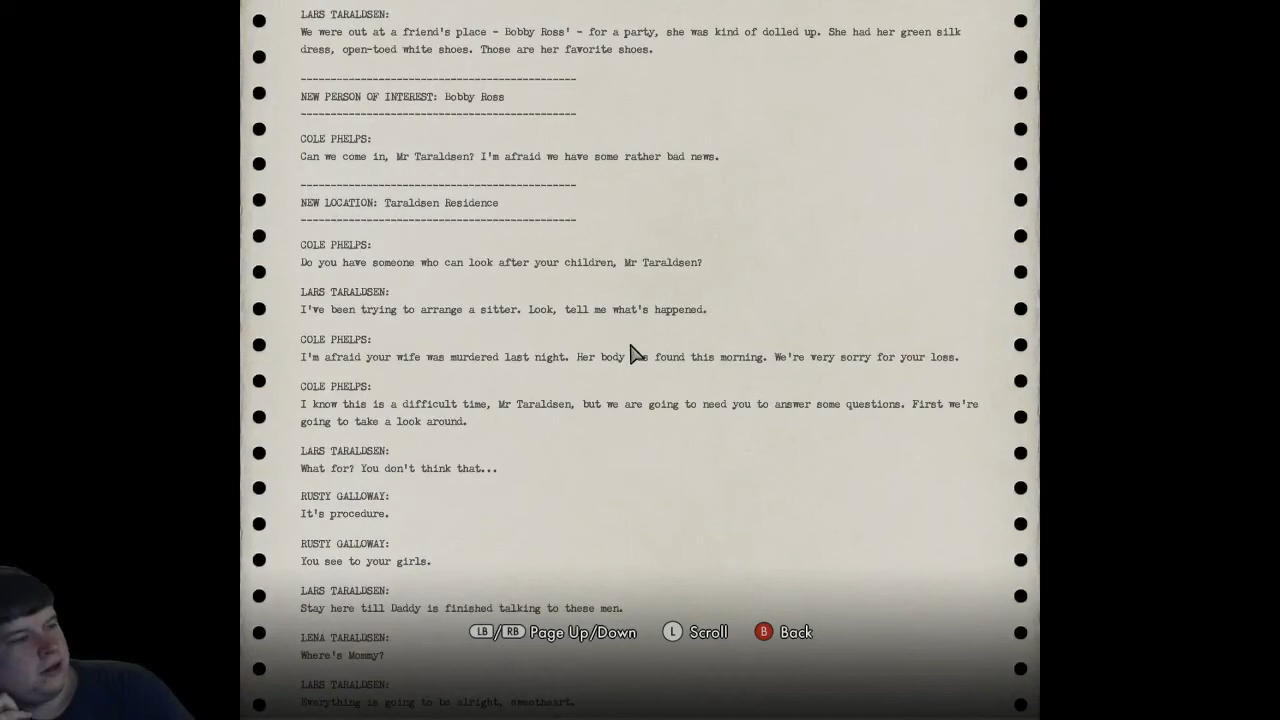 LARS TARALDSEN:
We were out at a friend's place - Bobby Ross' - for a party, she was kind of dolled up. She had her green silk
dress, open-toed white shoes. Those are her favorite shoes.
----------------------------------------------
NEW PERSON OF INTEREST: Bobby Ross
----------------------------------------------
COLE PHELPS:
Can we come in, Mr Taraldsen? I'm afraid we have some rather bad news.
----------------------------------------------
NEW LOCATION: Taraldsen Residence
----------------------------------------------
COLE PHELPS:
Do you have someone who can look after your children, Mr Taraldsen?
LARS TARALDSEN:
I've been trying to arrange a sitter. Look, tell me what's happened.
COLE PHELPS:
I'm afraid your wife was murdered last night. Her body found this morning. We're very sorry for your loss.
COLE PHELPS:
I know this is a difficult time, Mr Taraldsen, but we are going to need you to answer some questions. First we're
going to take a look around.
LARS TARALDSEN:
What for? You don't think that...
RUSTY GALLOWAY:
It's procedure.
RUSTY GALLOWAY:
You see to your girls.
LARS TARALDSEN:
Stay here till Daddy is finished talking to these men.
LB/RB Page Up/Down L Scroll B Back
LENA TARALDSEN:
Where's Mommy?
LARS TARALDSEN:
Everything is going to be alright, sweetheart.